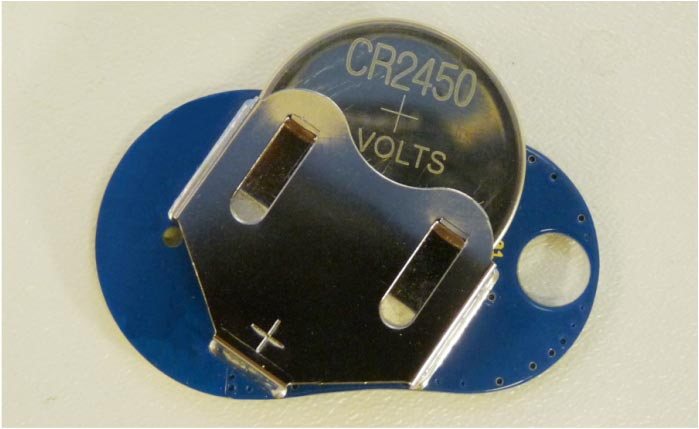 CR2450
+
VOLTS
+